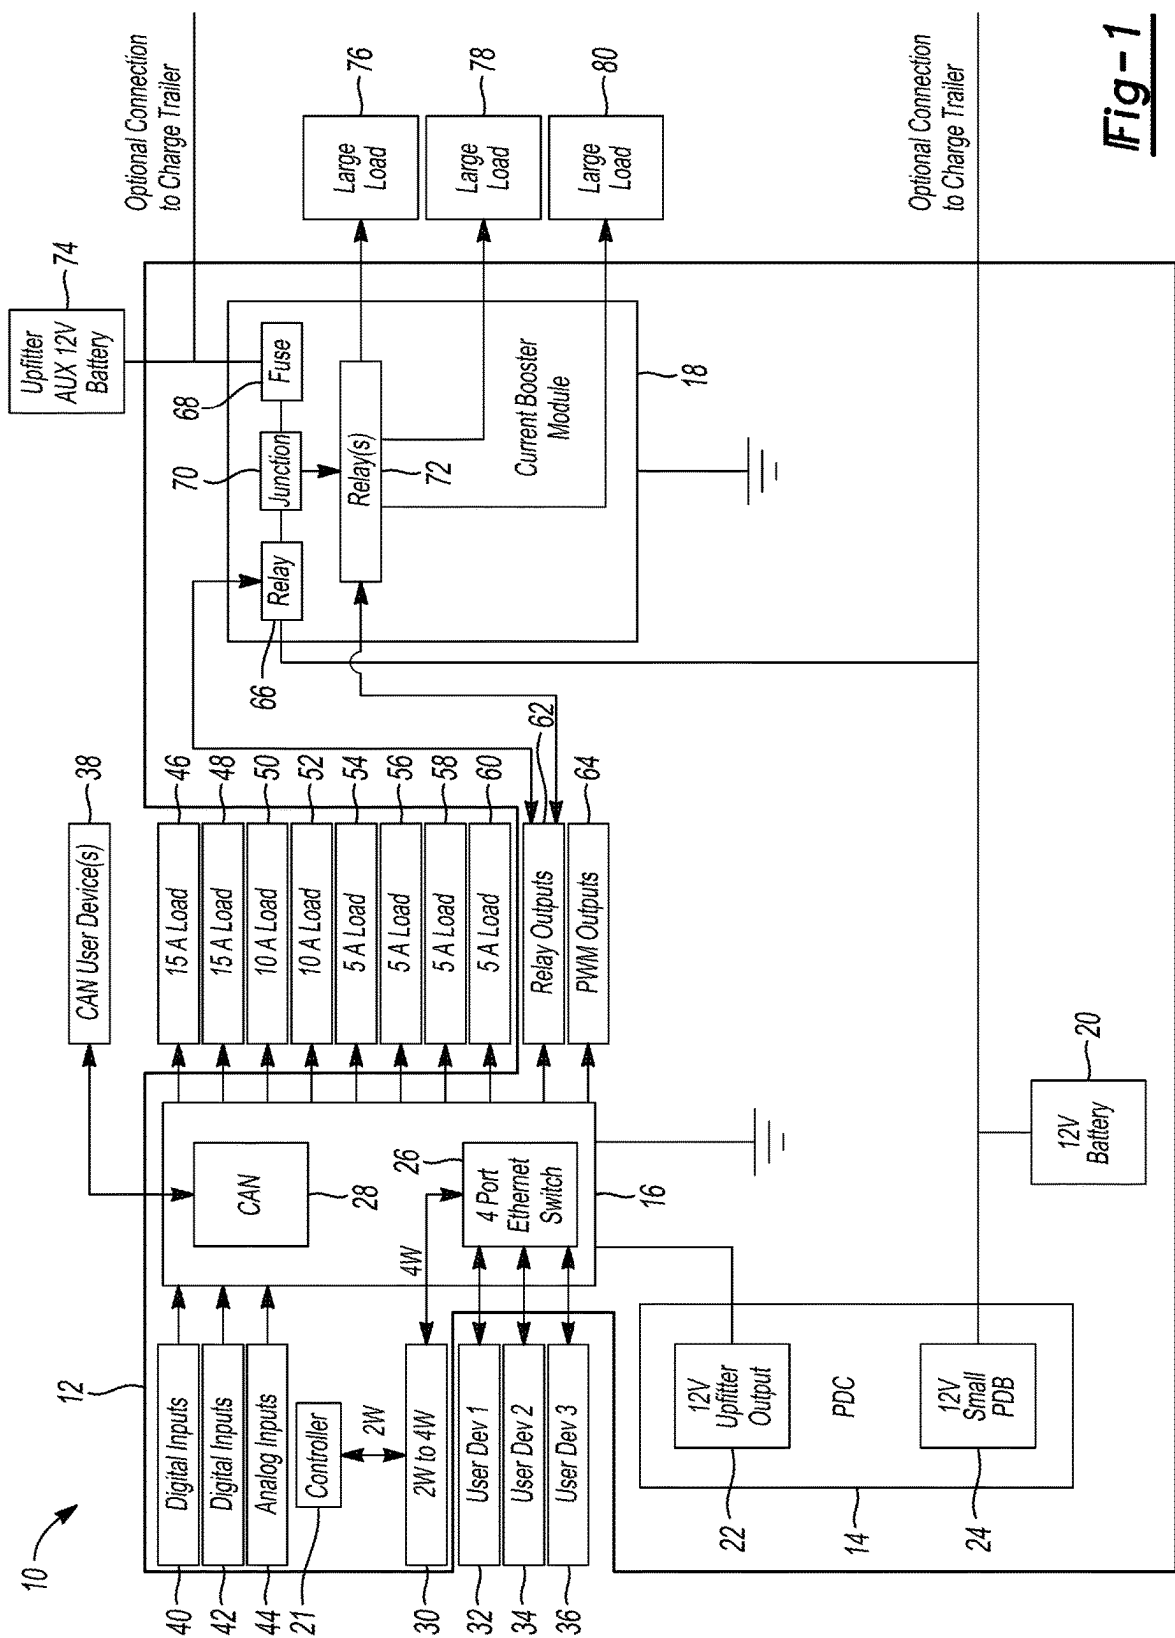 10
12
40
Digital Inputs
42
Digital Inputs
44
Analog Inputs
21
Controller
2W
30
2W to 4W
4W
32
User Dev 1
34
User Dev 2
36
User Dev 3
CAN
28
26
4 Port
Ethernet
Switch
16
22
12V
Upfitter
Output
PDC
14
24
12V
Small
PDB
12V
Battery
20
CAN User Device(s)
38
15 A Load
46
15 A Load
48
10 A Load
50
10 A Load
52
5 A Load
54
5 A Load
56
5 A Load
58
5 A Load
60
Relay Outputs
62
PWM Outputs
64
66
Relay
70
Junction
68
Fuse
Relay(s)
72
Current Booster
Module
18
Upfitter
AUX 12V
Battery
74
Optional Connection
to Charge Trailer
Large
Load
76
Large
Load
78
Large
Load
80
Optional Connection
to Charge Trailer
Fig-1